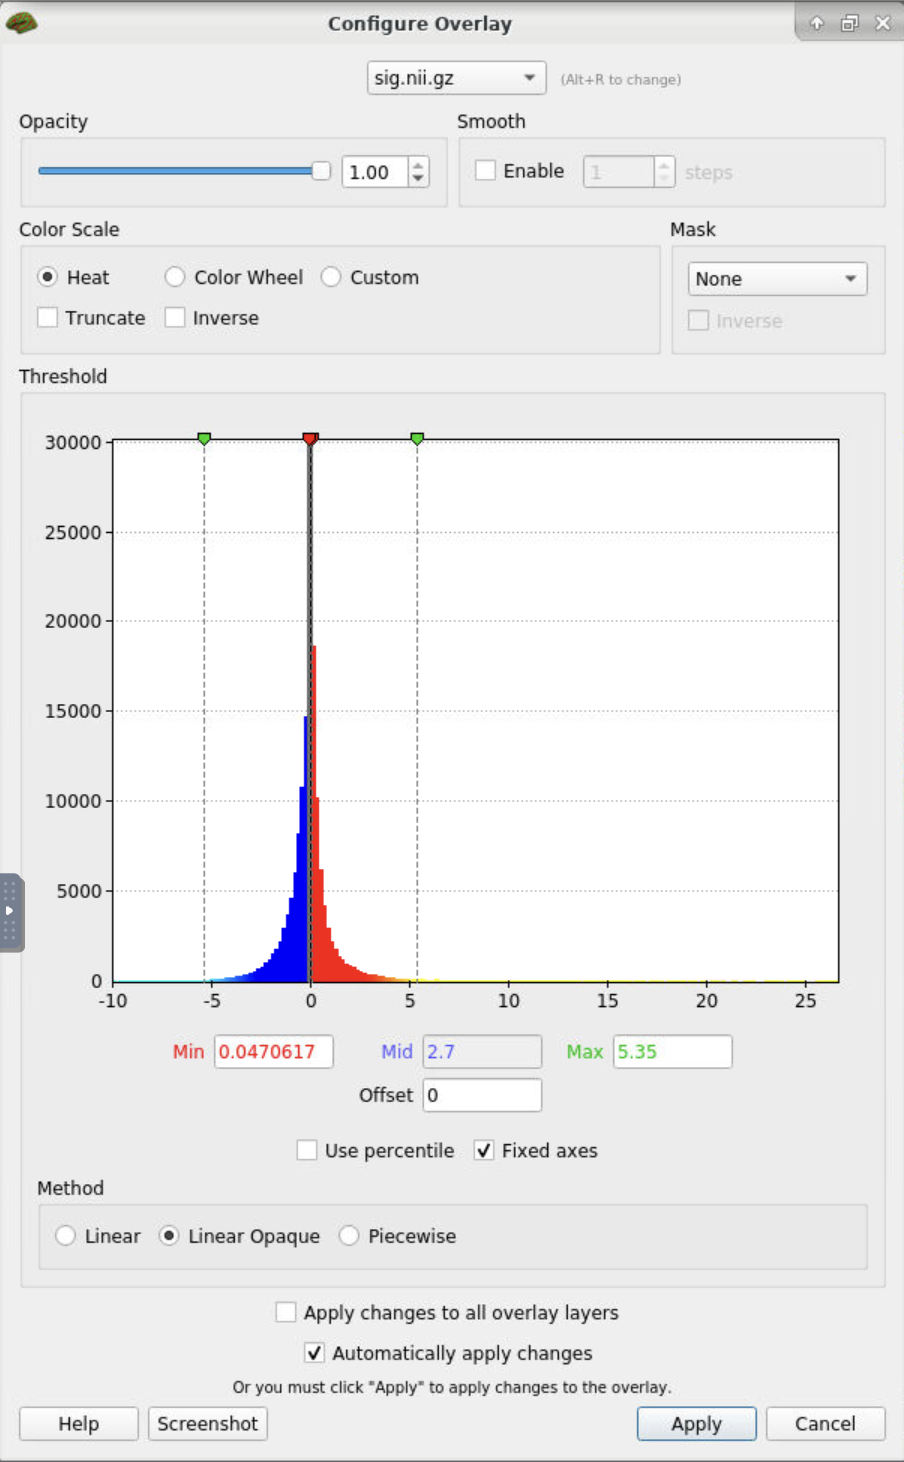 Configure Overlay
sig.nii.gz (Alt+R to change)
Opacity Smooth
1.00 Enable 1 steps
Color Scale Mask
Heat Color Wheel Custom None
Truncate Inverse Inverse
Threshold
30000
25000
20000
15000
10000
5000
0
-10 -5 0 5 10 15 20 25
Min 0.0470617 Mid 2.7 Max 5.35
Offset 0
Use percentile Fixed axes
Method
Linear Linear Opaque Piecewise
Apply changes to all overlay layers
Automatically apply changes
Or you must click "Apply" to apply changes to the overlay.
Help Screenshot Apply Cancel